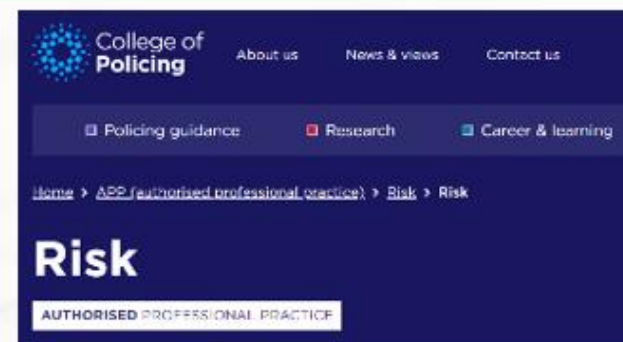 College of
Policing
About us News & views Contact us
Policing guidance Research Career & learning
Home > APP (authorised professional practice) > Risk > Risk
Risk
AUTHORISED PROFESSIONAL PRACTICE